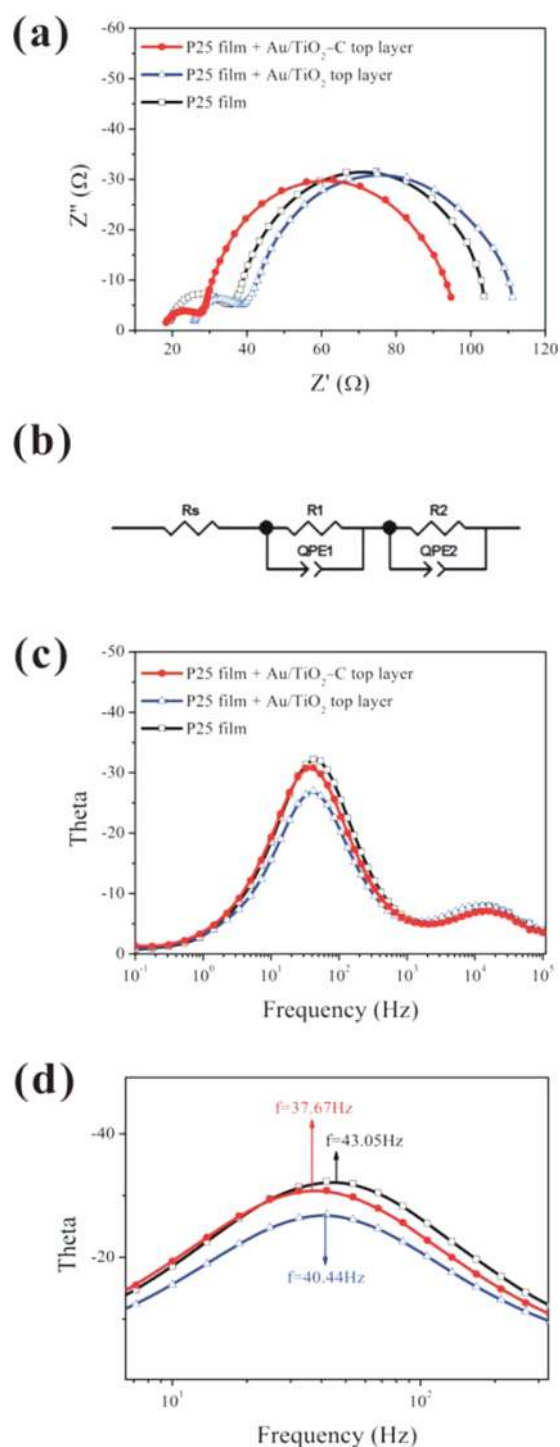 (a)
P25 film + Au/TiO₂–C top layer
P25 film + Au/TiO₂ top layer
P25 film
-60
-50
-40
-30
-20
-10
0
Z'' (Ω)
20 40 60 80 100 120
Z' (Ω)
(b)
Rs R1 R2
QPE1 QPE2
(c)
P25 film + Au/TiO₂–C top layer
P25 film + Au/TiO₂ top layer
P25 film
-50
-40
-30
-20
-10
0
Theta
10⁻¹ 10⁰ 10¹ 10² 10³ 10⁴ 10⁵
Frequency (Hz)
(d)
f=37.67Hz
f=43.05Hz
f=40.44Hz
-40
-20
Theta
10¹ 10²
Frequency (Hz)